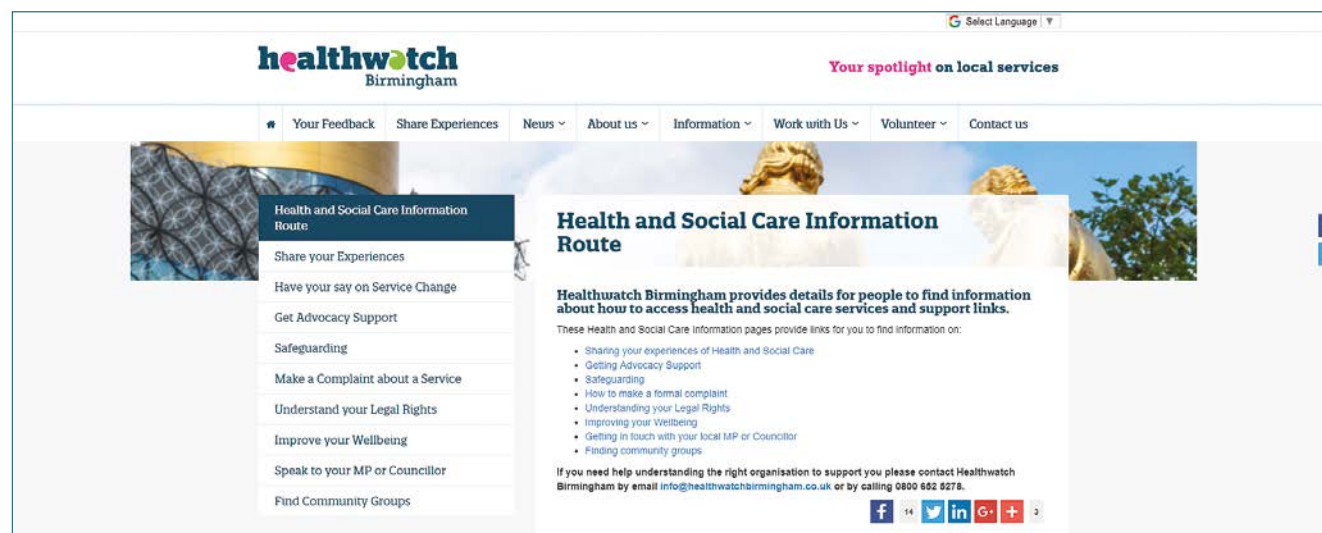 Select Language
healthwatch
Birmingham
Your spotlight on local services
Your Feedback Share Experiences News About us Information Work with Us Volunteer Contact us
Health and Social Care Information
Route
Share your Experiences
Have your say on Service Change
Get Advocacy Support
Safeguarding
Make a Complaint about a Service
Understand your Legal Rights
Improve your Wellbeing
Speak to your MP or Councillor
Find Community Groups
Health and Social Care Information
Route
Healthwatch Birmingham provides details for people to find information
about how to access health and social care services and support links.
These Health and Social Care Information pages provide links for you to find information on:
• Sharing your experiences of Health and Social Care
• Getting Advocacy Support
• Safeguarding
• How to make a formal complaint
• Understanding your Legal Rights
• Improving your Wellbeing
• Getting in touch with your local MP or Councillor
• Finding community groups
If you need help understanding the right organisation to support you please contact Healthwatch
Birmingham by email info@healthwatchbirmingham.co.uk or by calling 0800 652 5278.
14 3